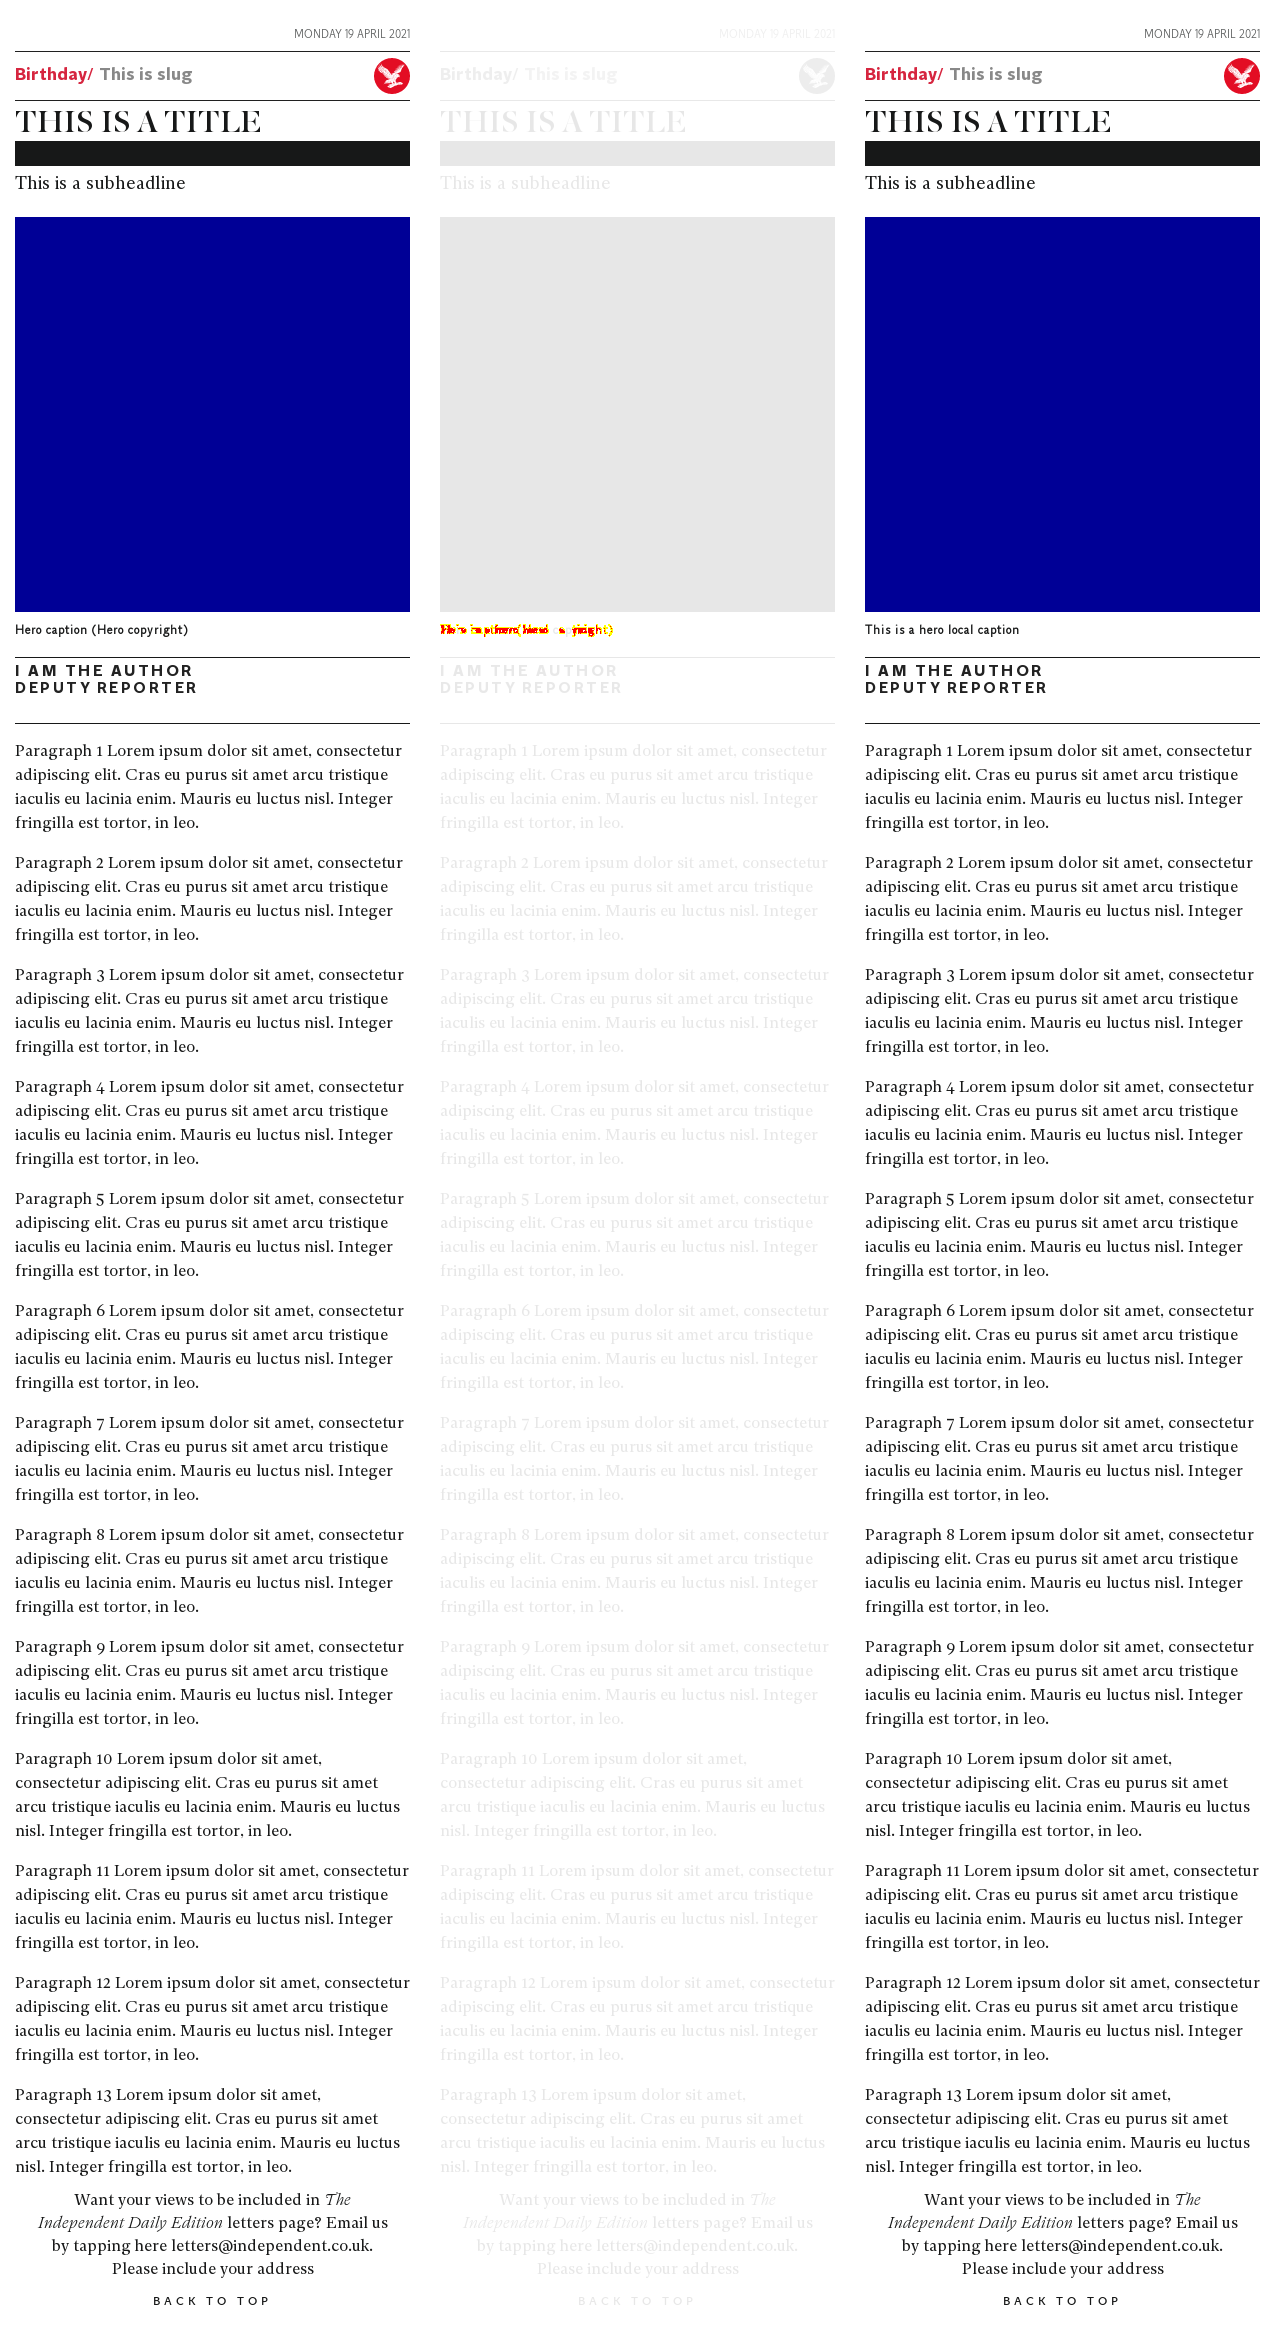 MONDAY 19 APRIL 2021
Birthday/ This is slug
THIS IS A TITLE
This is a subheadline
Hero caption (Hero copyright)
I AM THE AUTHOR
DEPUTY REPORTER
Paragraph 1 Lorem ipsum dolor sit amet, consectetur
adipiscing elit. Cras eu purus sit amet arcu tristique
iaculis eu lacinia enim. Mauris eu luctus nisl. Integer
fringilla est tortor, in leo.
Paragraph 2 Lorem ipsum dolor sit amet, consectetur
adipiscing elit. Cras eu purus sit amet arcu tristique
iaculis eu lacinia enim. Mauris eu luctus nisl. Integer
fringilla est tortor, in leo.
Paragraph 3 Lorem ipsum dolor sit amet, consectetur
adipiscing elit. Cras eu purus sit amet arcu tristique
iaculis eu lacinia enim. Mauris eu luctus nisl. Integer
fringilla est tortor, in leo.
Paragraph 4 Lorem ipsum dolor sit amet, consectetur
adipiscing elit. Cras eu purus sit amet arcu tristique
iaculis eu lacinia enim. Mauris eu luctus nisl. Integer
fringilla est tortor, in leo.
Paragraph 5 Lorem ipsum dolor sit amet, consectetur
adipiscing elit. Cras eu purus sit amet arcu tristique
iaculis eu lacinia enim. Mauris eu luctus nisl. Integer
fringilla est tortor, in leo.
Paragraph 6 Lorem ipsum dolor sit amet, consectetur
adipiscing elit. Cras eu purus sit amet arcu tristique
iaculis eu lacinia enim. Mauris eu luctus nisl. Integer
fringilla est tortor, in leo.
Paragraph 7 Lorem ipsum dolor sit amet, consectetur
adipiscing elit. Cras eu purus sit amet arcu tristique
iaculis eu lacinia enim. Mauris eu luctus nisl. Integer
fringilla est tortor, in leo.
Paragraph 8 Lorem ipsum dolor sit amet, consectetur
adipiscing elit. Cras eu purus sit amet arcu tristique
iaculis eu lacinia enim. Mauris eu luctus nisl. Integer
fringilla est tortor, in leo.
Paragraph 9 Lorem ipsum dolor sit amet, consectetur
adipiscing elit. Cras eu purus sit amet arcu tristique
iaculis eu lacinia enim. Mauris eu luctus nisl. Integer
fringilla est tortor, in leo.
Paragraph 10 Lorem ipsum dolor sit amet,
consectetur adipiscing elit. Cras eu purus sit amet
arcu tristique iaculis eu lacinia enim. Mauris eu luctus
nisl. Integer fringilla est tortor, in leo.
Paragraph 11 Lorem ipsum dolor sit amet, consectetur
adipiscing elit. Cras eu purus sit amet arcu tristique
iaculis eu lacinia enim. Mauris eu luctus nisl. Integer
fringilla est tortor, in leo.
Paragraph 12 Lorem ipsum dolor sit amet, consectetur
adipiscing elit. Cras eu purus sit amet arcu tristique
iaculis eu lacinia enim. Mauris eu luctus nisl. Integer
fringilla est tortor, in leo.
Paragraph 13 Lorem ipsum dolor sit amet,
consectetur adipiscing elit. Cras eu purus sit amet
arcu tristique iaculis eu lacinia enim. Mauris eu luctus
nisl. Integer fringilla est tortor, in leo.
Want your views to be included in The
Independent Daily Edition letters page? Email us
by tapping here letters@independent.co.uk.
Please include your address
BACK TO TOP
MONDAY 19 APRIL 2021
Birthday/ This is slug
THIS IS A TITLE
This is a subheadline
I AM THE AUTHOR
DEPUTY REPORTER
Paragraph 1 Lorem ipsum dolor sit amet, consectetur
adipiscing elit. Cras eu purus sit amet arcu tristique
iaculis eu lacinia enim. Mauris eu luctus nisl. Integer
fringilla est tortor, in leo.
Paragraph 2 Lorem ipsum dolor sit amet, consectetur
adipiscing elit. Cras eu purus sit amet arcu tristique
iaculis eu lacinia enim. Mauris eu luctus nisl. Integer
fringilla est tortor, in leo.
Paragraph 3 Lorem ipsum dolor sit amet, consectetur
adipiscing elit. Cras eu purus sit amet arcu tristique
iaculis eu lacinia enim. Mauris eu luctus nisl. Integer
fringilla est tortor, in leo.
Paragraph 4 Lorem ipsum dolor sit amet, consectetur
adipiscing elit. Cras eu purus sit amet arcu tristique
iaculis eu lacinia enim. Mauris eu luctus nisl. Integer
fringilla est tortor, in leo.
Paragraph 5 Lorem ipsum dolor sit amet, consectetur
adipiscing elit. Cras eu purus sit amet arcu tristique
iaculis eu lacinia enim. Mauris eu luctus nisl. Integer
fringilla est tortor, in leo.
Paragraph 6 Lorem ipsum dolor sit amet, consectetur
adipiscing elit. Cras eu purus sit amet arcu tristique
iaculis eu lacinia enim. Mauris eu luctus nisl. Integer
fringilla est tortor, in leo.
Paragraph 7 Lorem ipsum dolor sit amet, consectetur
adipiscing elit. Cras eu purus sit amet arcu tristique
iaculis eu lacinia enim. Mauris eu luctus nisl. Integer
fringilla est tortor, in leo.
Paragraph 8 Lorem ipsum dolor sit amet, consectetur
adipiscing elit. Cras eu purus sit amet arcu tristique
iaculis eu lacinia enim. Mauris eu luctus nisl. Integer
fringilla est tortor, in leo.
Paragraph 9 Lorem ipsum dolor sit amet, consectetur
adipiscing elit. Cras eu purus sit amet arcu tristique
iaculis eu lacinia enim. Mauris eu luctus nisl. Integer
fringilla est tortor, in leo.
Paragraph 10 Lorem ipsum dolor sit amet,
consectetur adipiscing elit. Cras eu purus sit amet
arcu tristique iaculis eu lacinia enim. Mauris eu luctus
nisl. Integer fringilla est tortor, in leo.
Paragraph 11 Lorem ipsum dolor sit amet, consectetur
adipiscing elit. Cras eu purus sit amet arcu tristique
iaculis eu lacinia enim. Mauris eu luctus nisl. Integer
fringilla est tortor, in leo.
Paragraph 12 Lorem ipsum dolor sit amet, consectetur
adipiscing elit. Cras eu purus sit amet arcu tristique
iaculis eu lacinia enim. Mauris eu luctus nisl. Integer
fringilla est tortor, in leo.
Paragraph 13 Lorem ipsum dolor sit amet,
consectetur adipiscing elit. Cras eu purus sit amet
arcu tristique iaculis eu lacinia enim. Mauris eu luctus
nisl. Integer fringilla est tortor, in leo.
Want your views to be included in The
Independent Daily Edition letters page? Email us
by tapping here letters@independent.co.uk.
Please include your address
BACK TO TOP
MONDAY 19 APRIL 2021
Birthday/ This is slug
THIS IS A TITLE
This is a subheadline
This is a hero local caption
I AM THE AUTHOR
DEPUTY REPORTER
Paragraph 1 Lorem ipsum dolor sit amet, consectetur
adipiscing elit. Cras eu purus sit amet arcu tristique
iaculis eu lacinia enim. Mauris eu luctus nisl. Integer
fringilla est tortor, in leo.
Paragraph 2 Lorem ipsum dolor sit amet, consectetur
adipiscing elit. Cras eu purus sit amet arcu tristique
iaculis eu lacinia enim. Mauris eu luctus nisl. Integer
fringilla est tortor, in leo.
Paragraph 3 Lorem ipsum dolor sit amet, consectetur
adipiscing elit. Cras eu purus sit amet arcu tristique
iaculis eu lacinia enim. Mauris eu luctus nisl. Integer
fringilla est tortor, in leo.
Paragraph 4 Lorem ipsum dolor sit amet, consectetur
adipiscing elit. Cras eu purus sit amet arcu tristique
iaculis eu lacinia enim. Mauris eu luctus nisl. Integer
fringilla est tortor, in leo.
Paragraph 5 Lorem ipsum dolor sit amet, consectetur
adipiscing elit. Cras eu purus sit amet arcu tristique
iaculis eu lacinia enim. Mauris eu luctus nisl. Integer
fringilla est tortor, in leo.
Paragraph 6 Lorem ipsum dolor sit amet, consectetur
adipiscing elit. Cras eu purus sit amet arcu tristique
iaculis eu lacinia enim. Mauris eu luctus nisl. Integer
fringilla est tortor, in leo.
Paragraph 7 Lorem ipsum dolor sit amet, consectetur
adipiscing elit. Cras eu purus sit amet arcu tristique
iaculis eu lacinia enim. Mauris eu luctus nisl. Integer
fringilla est tortor, in leo.
Paragraph 8 Lorem ipsum dolor sit amet, consectetur
adipiscing elit. Cras eu purus sit amet arcu tristique
iaculis eu lacinia enim. Mauris eu luctus nisl. Integer
fringilla est tortor, in leo.
Paragraph 9 Lorem ipsum dolor sit amet, consectetur
adipiscing elit. Cras eu purus sit amet arcu tristique
iaculis eu lacinia enim. Mauris eu luctus nisl. Integer
fringilla est tortor, in leo.
Paragraph 10 Lorem ipsum dolor sit amet,
consectetur adipiscing elit. Cras eu purus sit amet
arcu tristique iaculis eu lacinia enim. Mauris eu luctus
nisl. Integer fringilla est tortor, in leo.
Paragraph 11 Lorem ipsum dolor sit amet, consectetur
adipiscing elit. Cras eu purus sit amet arcu tristique
iaculis eu lacinia enim. Mauris eu luctus nisl. Integer
fringilla est tortor, in leo.
Paragraph 12 Lorem ipsum dolor sit amet, consectetur
adipiscing elit. Cras eu purus sit amet arcu tristique
iaculis eu lacinia enim. Mauris eu luctus nisl. Integer
fringilla est tortor, in leo.
Paragraph 13 Lorem ipsum dolor sit amet,
consectetur adipiscing elit. Cras eu purus sit amet
arcu tristique iaculis eu lacinia enim. Mauris eu luctus
nisl. Integer fringilla est tortor, in leo.
Want your views to be included in The
Independent Daily Edition letters page? Email us
by tapping here letters@independent.co.uk.
Please include your address
BACK TO TOP